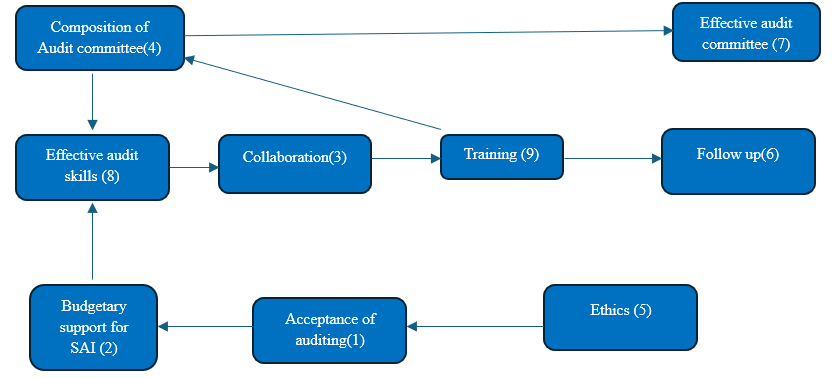 Composition of
Audit committee(4)
Effective audit
committee (7)
Effective audit
skills (8)
Collaboration(3)
Training (9)
Follow up(6)
Budgetary
support for
SAI (2)
Acceptance of
auditing(1)
Ethics (5)